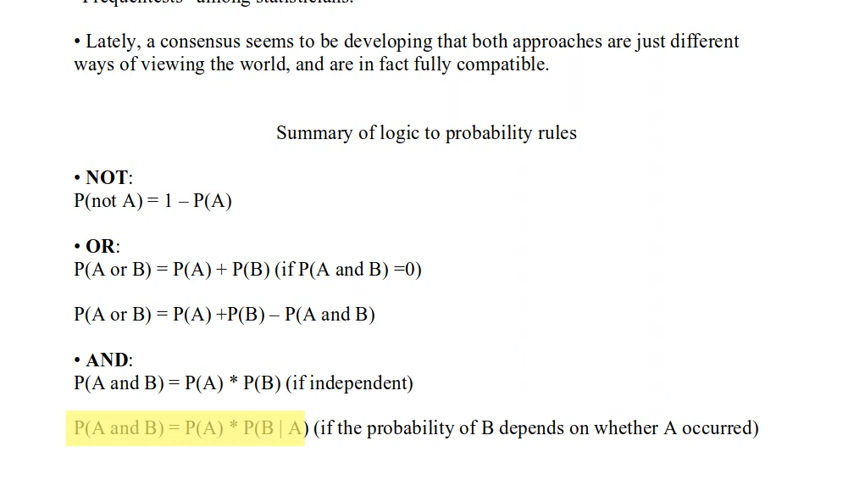 • Lately, a consensus seems to be developing that both approaches are just different
ways of viewing the world, and are in fact fully compatible.
Summary of logic to probability rules
• NOT:
P(not A) = 1 – P(A)
• OR:
P(A or B) = P(A) + P(B) (if P(A and B) =0)
P(A or B) = P(A) +P(B) – P(A and B)
• AND:
P(A and B) = P(A) * P(B) (if independent)
P(A and B) = P(A) * P(B | A) (if the probability of B depends on whether A occurred)